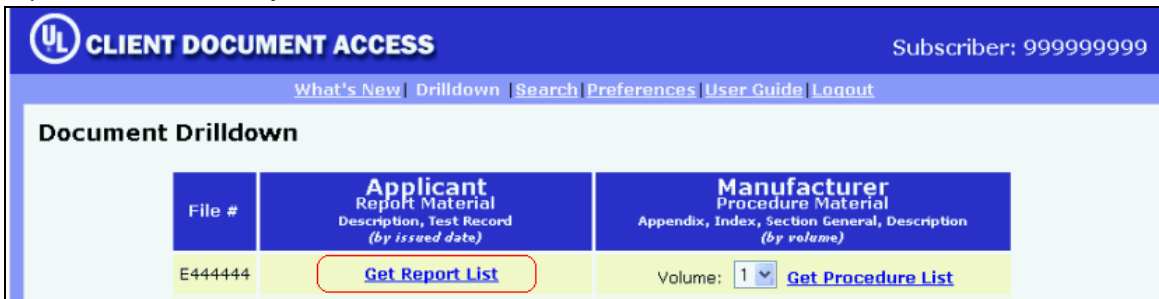 UL CLIENT DOCUMENT ACCESS Subscriber: 999999999
What's New| Drilldown |Search|Preferences|User Guide|Logout
Document Drilldown
File #
Applicant
Report Material
Description, Test Record
(by issued date)
Manufacturer
Procedure Material
Appendix, Index, Section General, Description
(by volume)
E444444 Get Report List Volume: 1 Get Procedure List